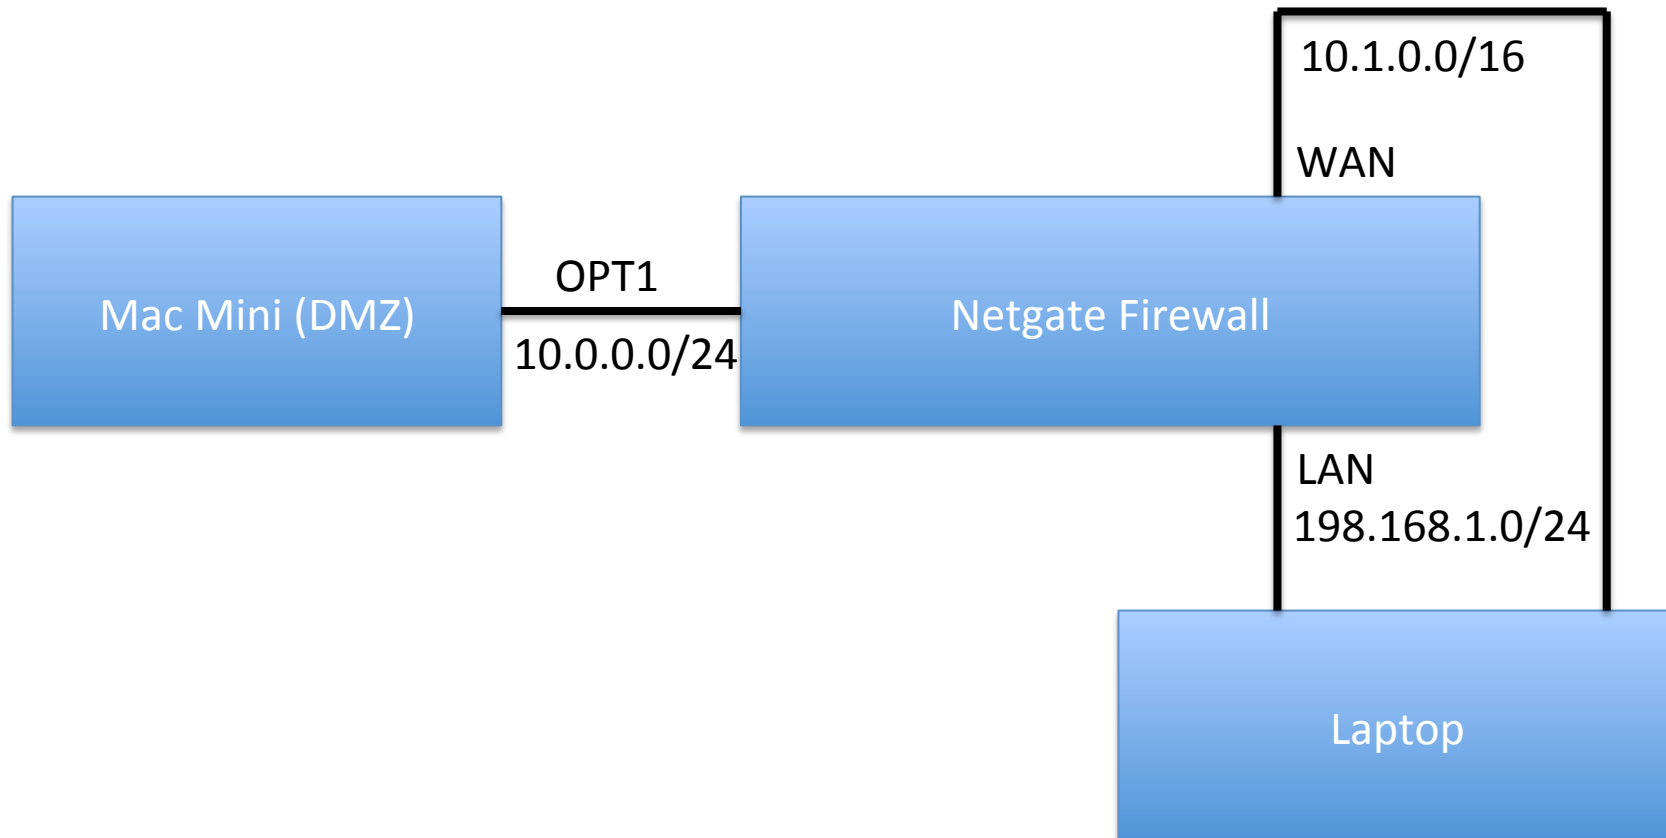 10.1.0.0/16
WAN
Mac Mini (DMZ)
OPT1
10.0.0.0/24
Netgate Firewall
LAN
198.168.1.0/24
Laptop